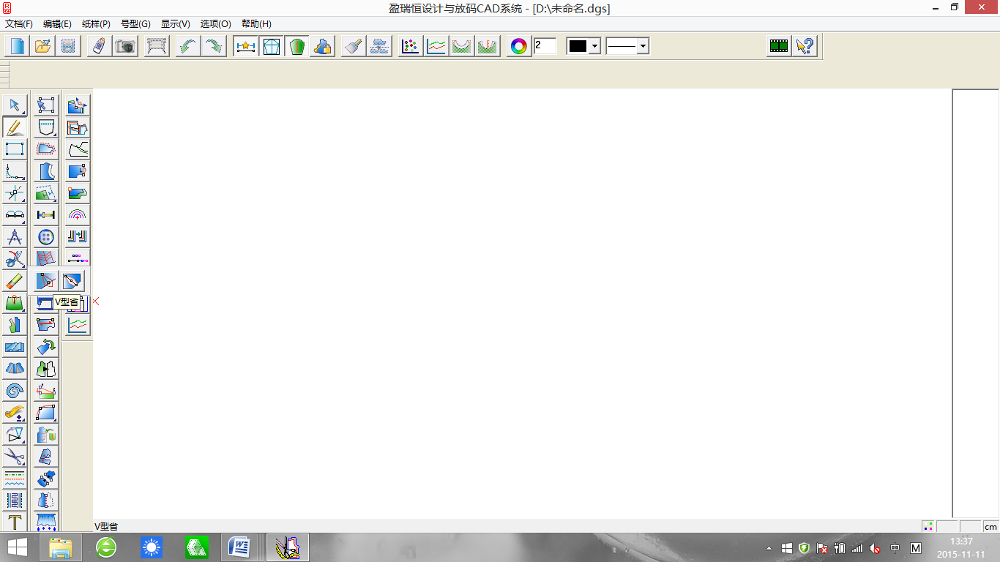 盈瑞恒设计与放码CAD系统 - [D:\未命名.dgs]
文档(F) 编辑(E) 纸样(P) 号型(G) 显示(V) 选项(O) 帮助(H)
2
V型省
T
V型省
cm
中 M
13:37
2015-11-11